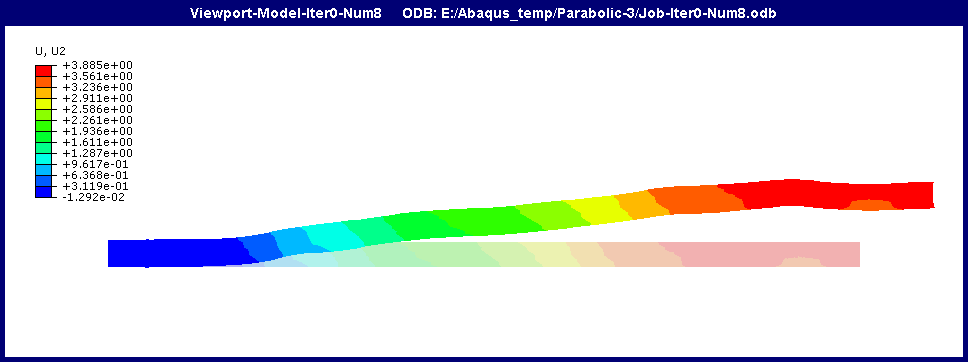 Viewport-Model-Iter0-Num8 ODB: E:/Abaqus_temp/Parabolic-3/Job-Iter0-Num8.odb
U, U2
+3.885e+00
+3.561e+00
+3.236e+00
+2.911e+00
+2.586e+00
+2.261e+00
+1.936e+00
+1.611e+00
+1.287e+00
+9.617e-01
+6.368e-01
+3.119e-01
-1.292e-02